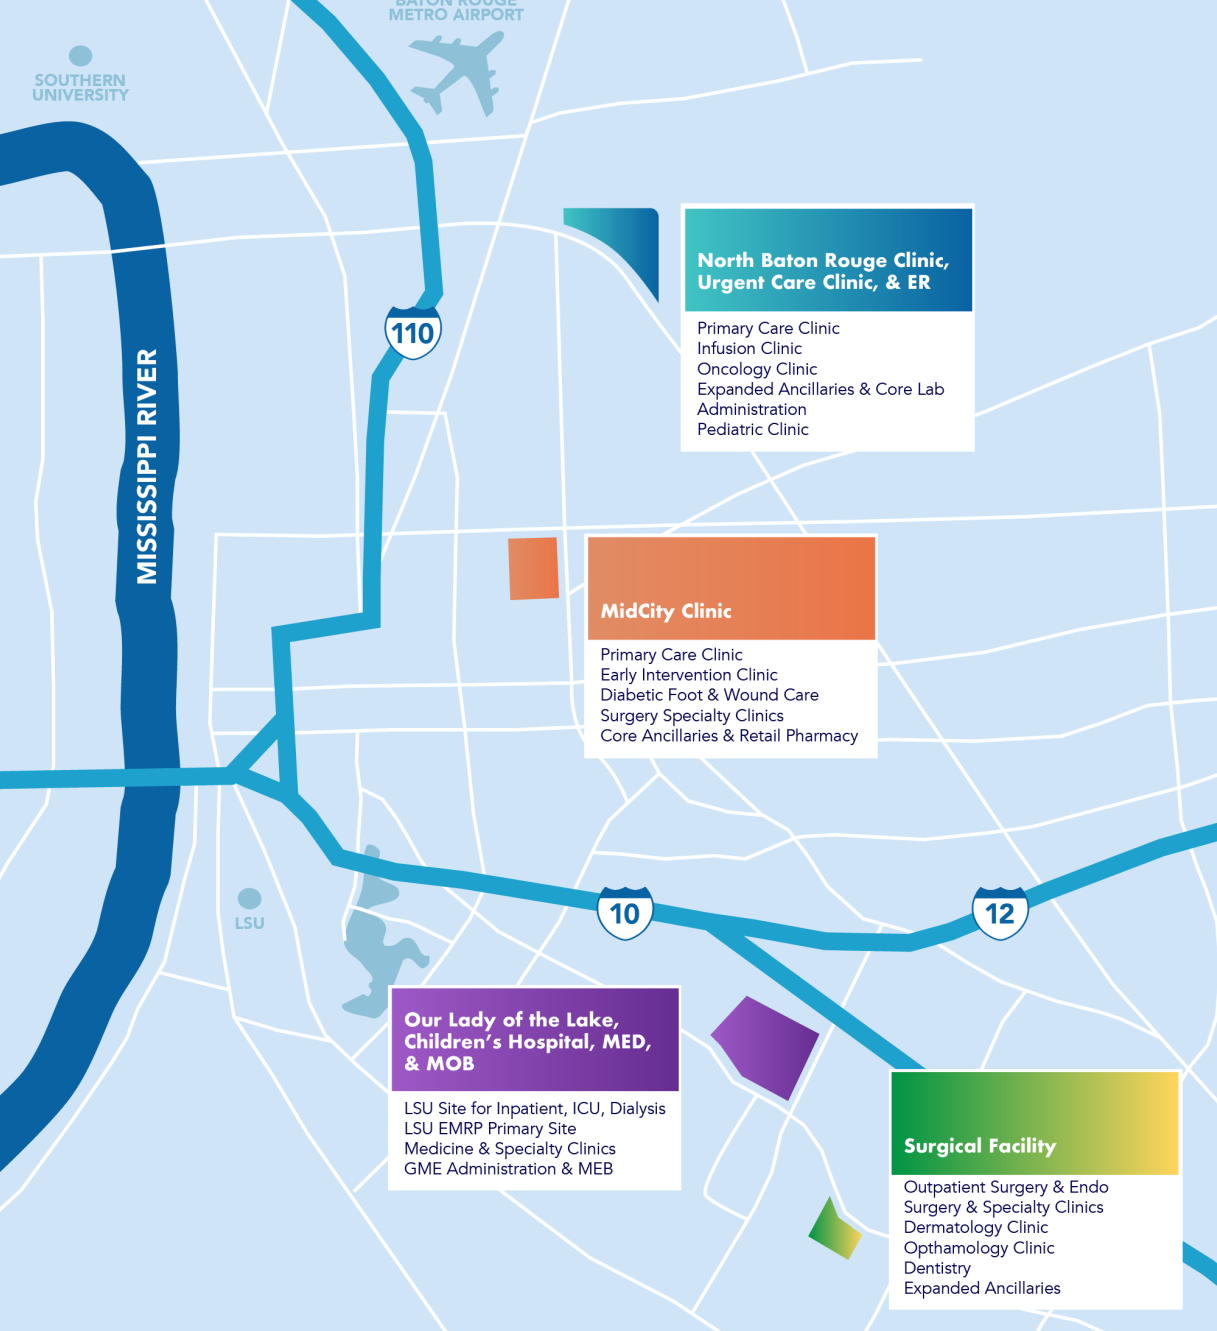 BATON ROUGE
METRO AIRPORT
SOUTHERN
UNIVERSITY
North Baton Rouge Clinic,
Urgent Care Clinic, & ER
Primary Care Clinic
Infusion Clinic
Oncology Clinic
Expanded Ancillaries & Core Lab
Administration
Pediatric Clinic
110
MISSISSIPPI RIVER
MidCity Clinic
Primary Care Clinic
Early Intervention Clinic
Diabetic Foot & Wound Care
Surgery Specialty Clinics
Core Ancillaries & Retail Pharmacy
10
12
LSU
Our Lady of the Lake,
Children's Hospital, MED,
& MOB
LSU Site for Inpatient, ICU, Dialysis
LSU EMRP Primary Site
Medicine & Specialty Clinics
GME Administration & MEB
Surgical Facility
Outpatient Surgery & Endo
Surgery & Specialty Clinics
Dermatology Clinic
Opthamology Clinic
Dentistry
Expanded Ancillaries